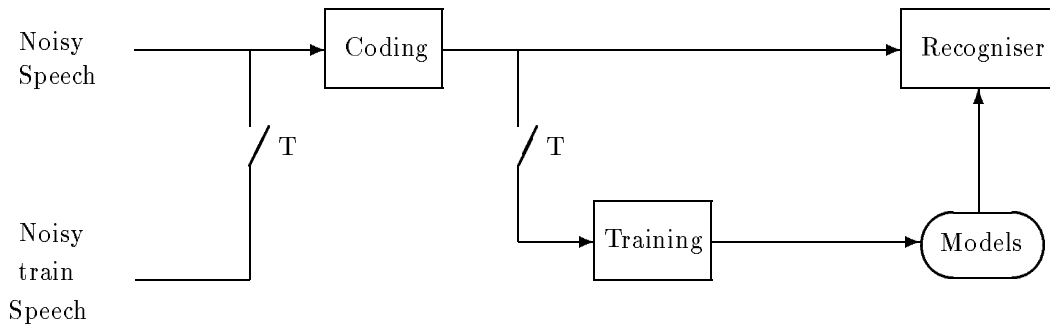 Noisy
Speech
Coding
Recogniser
T
T
Noisy
train
Speech
Training
Models